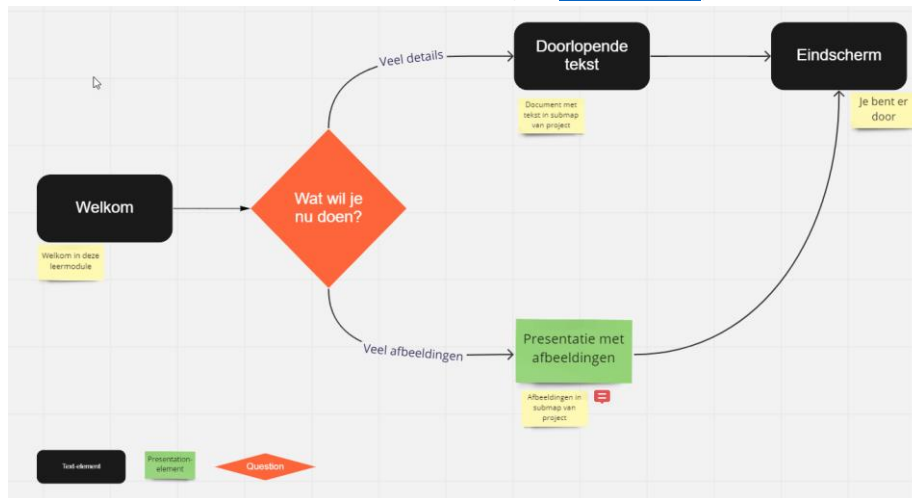 Welkom
Welkom in deze
leermodule
Wat wil je
nu doen?
Veel details
Doorlopende
tekst
Document met
tekst in submap
van project
Eindscherm
Je bent er
door
Veel afbeeldingen
Presentatie met
afbeeldingen
Afbeeldingen in
submap van
project
Text-element
Presentation-
element
Question